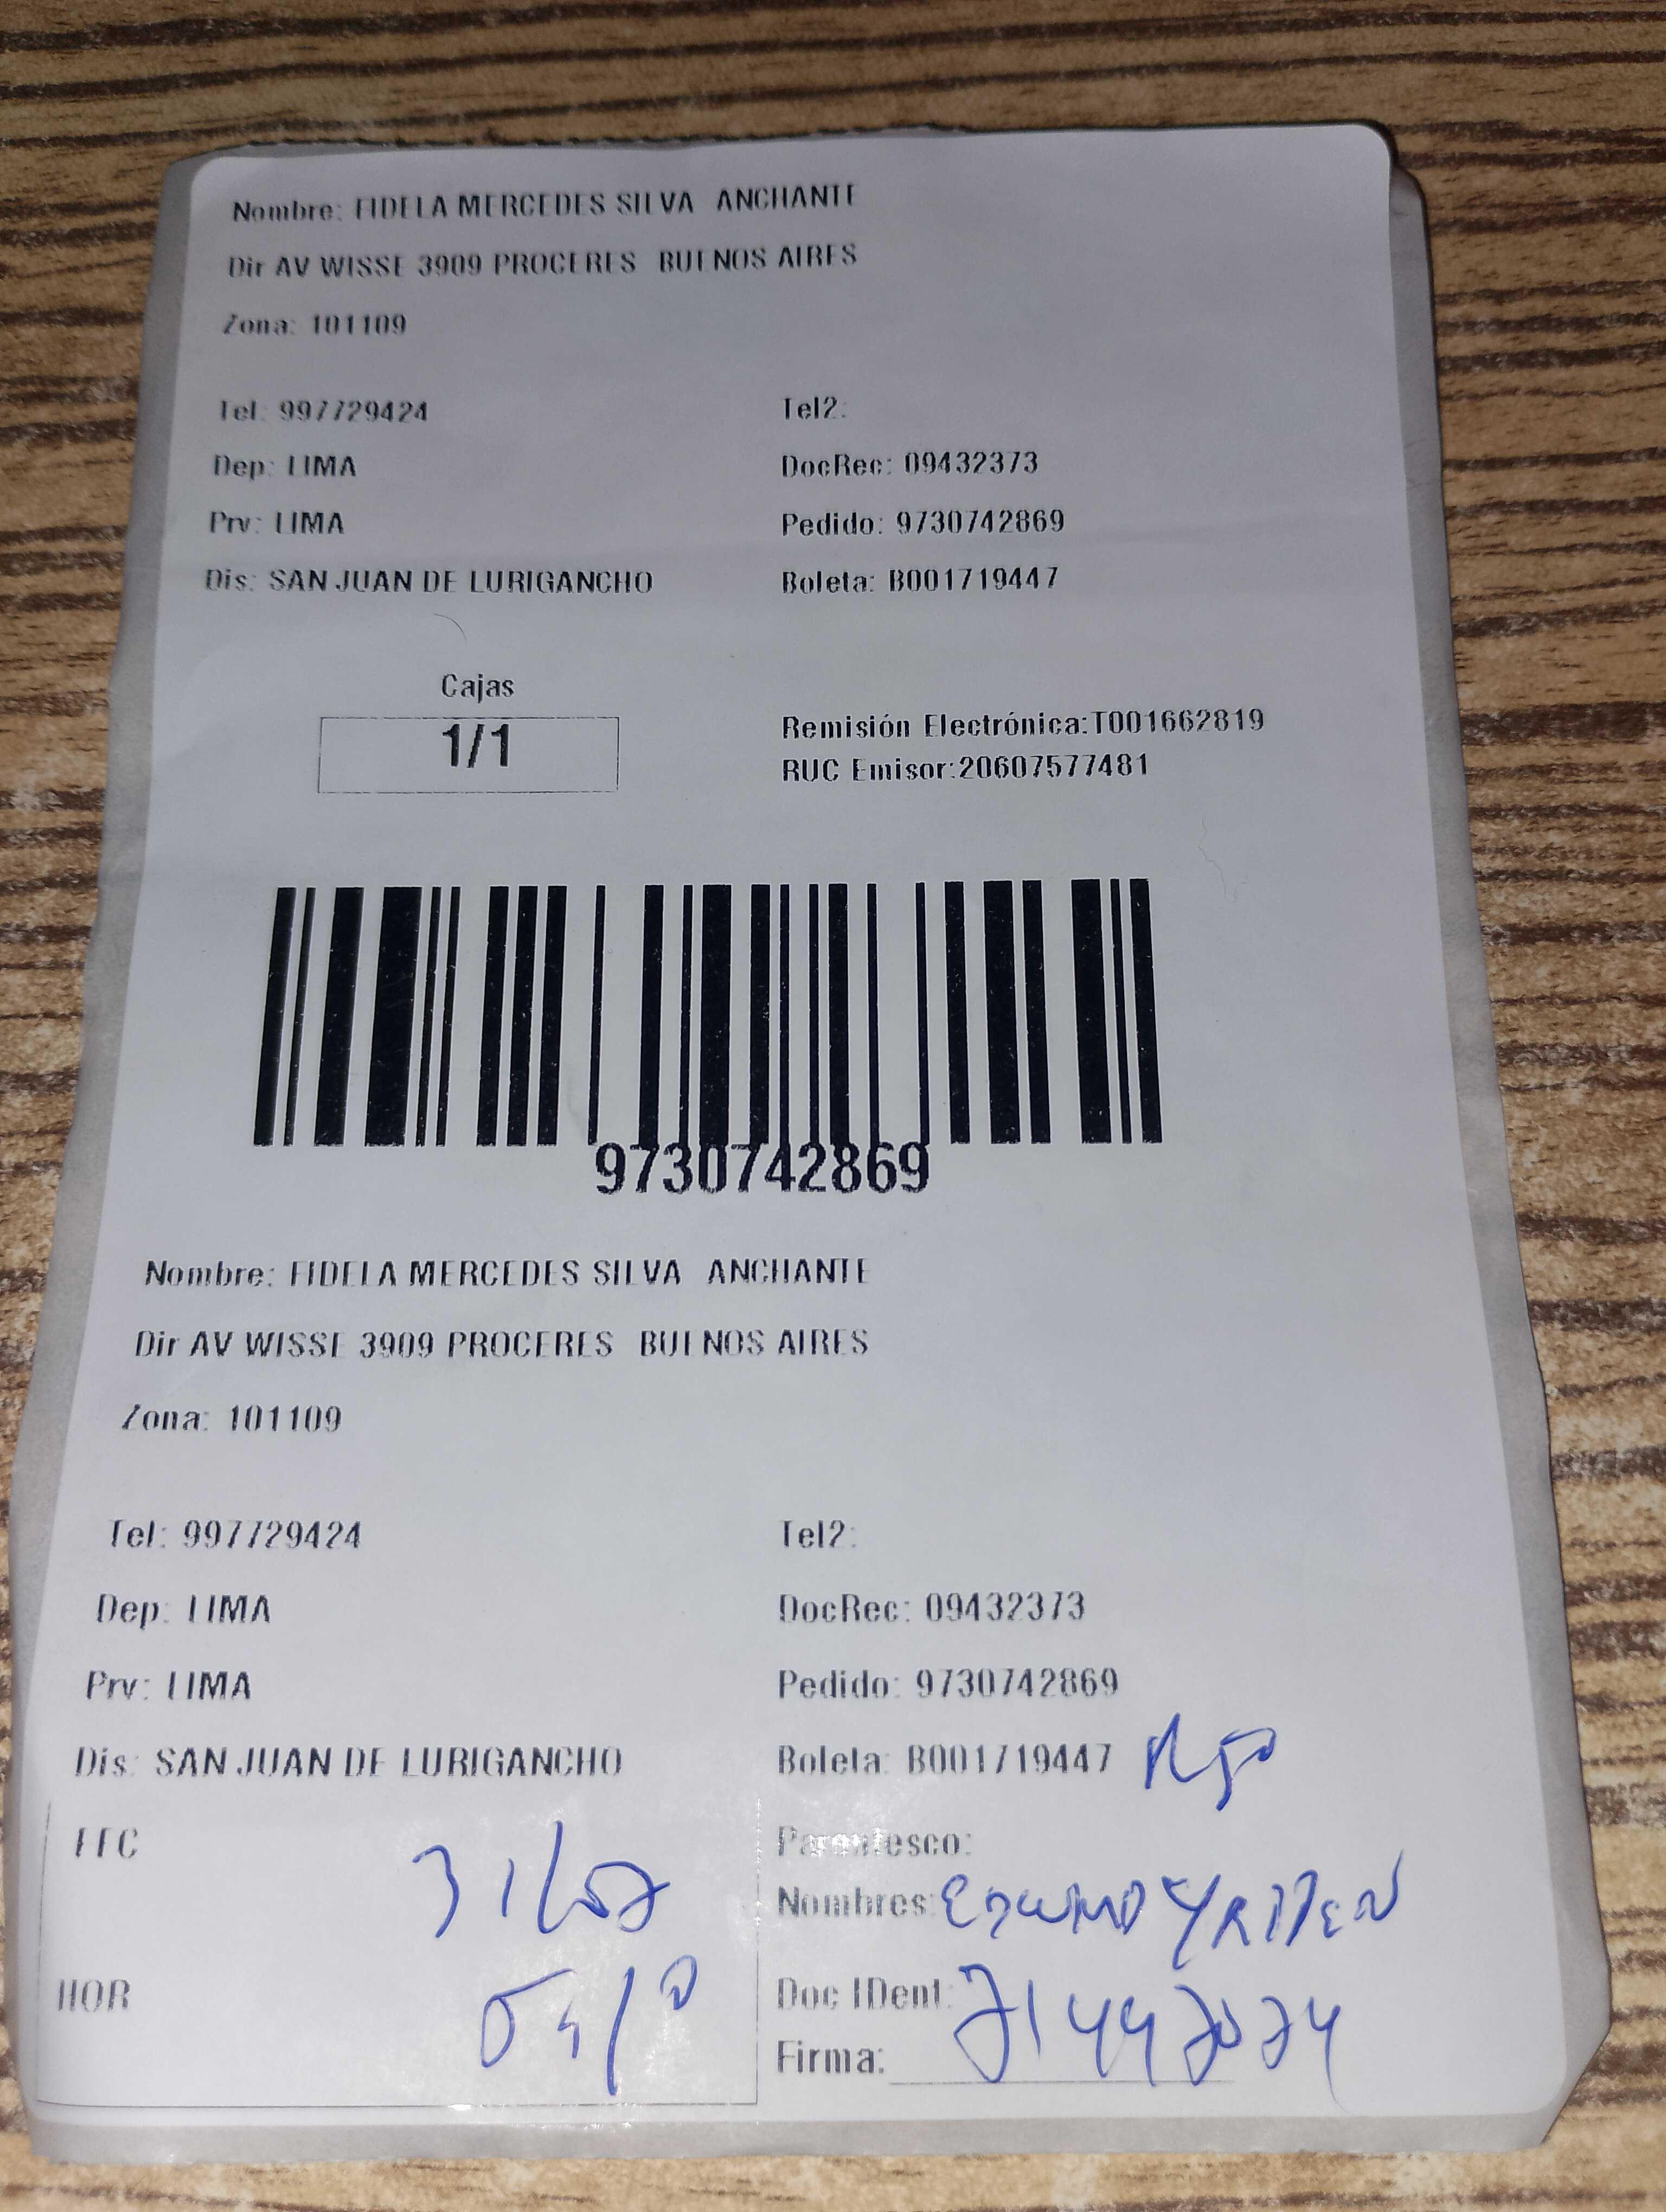 Nombre: FIDELA MERCEDES SILVA ANCHANTE
Dir AV WISSE 3909 PROCERES BUENOS AIRES
Zona: 101109
Tel: 997729424 Tel2:
Dep: LIMA DocRec: 09432373
Prv: LIMA Pedido: 9730742869
Dis: SAN JUAN DE LURIGANCHO Boleta: B001719447
Cajas
1/1
Remisión Electrónica:T001662819
RUC Emisor:20607577481
9730742869
Nombre: FIDELA MERCEDES SILVA ANCHANTE
Dir AV WISSE 3909 PROCERES BUENOS AIRES
Zona: 101109
Tel: 997729424 Tel2:
Dep: LIMA DocRec: 09432373
Prv: LIMA Pedido: 9730742869
Dis: SAN JUAN DE LURIGANCHO Boleta: B001719447
Parentesco:
31/07
Nombres:
HOR
Doc IDent:
Firma: